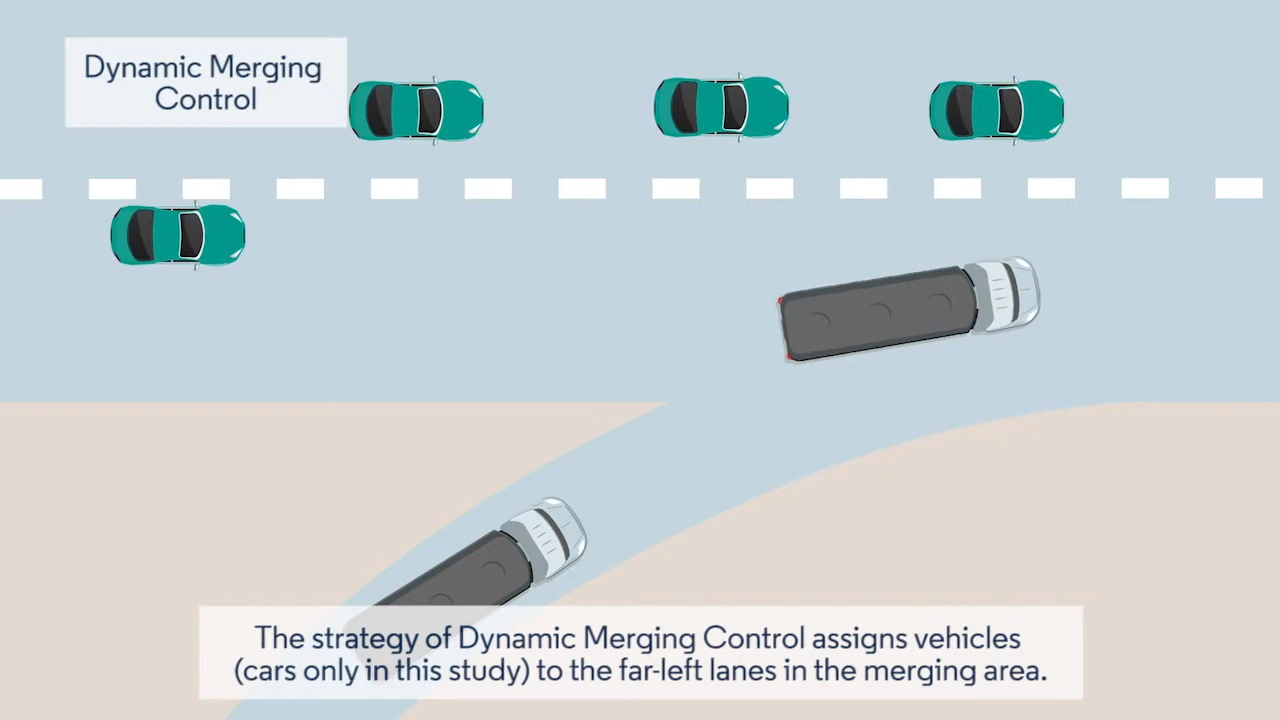 Dynamic Merging
Control
The strategy of Dynamic Merging Control assigns vehicles
(cars only in this study) to the far-left lanes in the merging area.